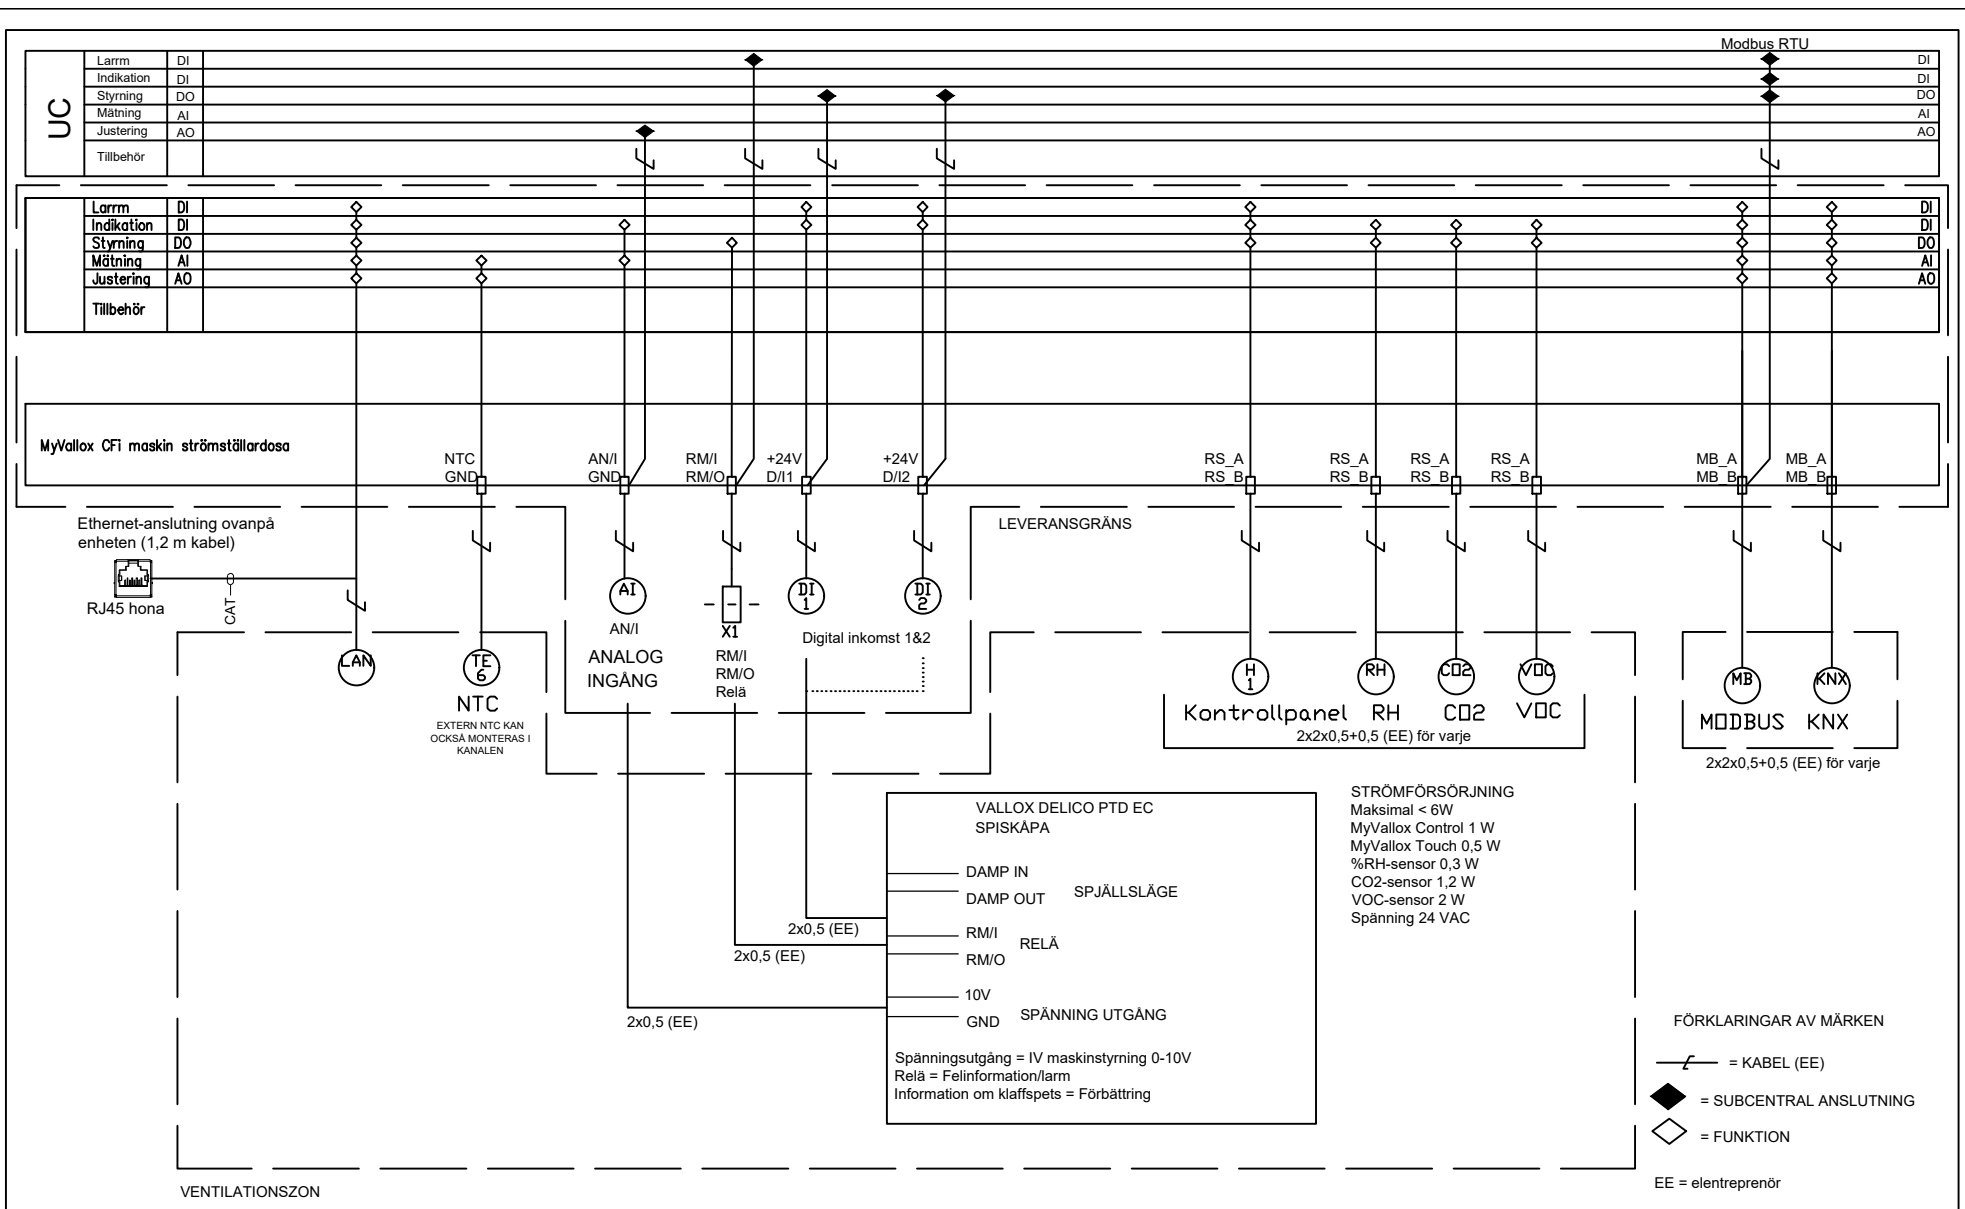 Modbus RTU
UC
Larrm DI DI
Indikation DI DI
Styrning DO DO
Mätning AI AI
Justering AO AO
Tillbehör
Larrm DI DI
Indikation DI DI
Styrning DO DO
Mätning AI AI
Justering AO AO
Tillbehör
MyVallox CFi maskin strömställardosa
NTC AN/I RM/I +24V +24V RS_A RS_A RS_A RS_A MB_A MB_A
GND GND RM/O D/I1 D/I2 RS_B RS_B RS_B RS_B MB_B MB_B
Ethernet-anslutning ovanpå
enheten (1,2 m kabel)
RJ45 hona
CAT
LEVERANSGRÄNS
LAN
TE
6
NTC
EXTERN NTC KAN
OCKSÅ MONTERAS I
KANALEN
AI
AN/I
ANALOG
INGÅNG
X1
RM/I
RM/O
Relä
DI
1
DI
2
Digital inkomst 1&2
H
1
RH
CO2
VOC
Kontrollpanel RH CO2 VOC
2x2x0,5+0,5 (EE) för varje
MB
KNX
MODBUS KNX
2x2x0,5+0,5 (EE) för varje
VALLOX DELICO PTD EC
SPISKÅPA
DAMP IN
DAMP OUT
SPJÄLLSLÄGE
RM/I
RM/O
RELÄ
10V
GND
SPÄNNING UTGÅNG
2x0,5 (EE)
2x0,5 (EE)
2x0,5 (EE)
Spänningsutgång = IV maskinstyrning 0-10V
Relä = Felinformation/larm
Information om klaffspets = Förbättring
STRÖMFÖRSÖRJNING
Maksimal < 6W
MyVallox Control 1 W
MyVallox Touch 0,5 W
%RH-sensor 0,3 W
CO2-sensor 1,2 W
VOC-sensor 2 W
Spänning 24 VAC
FÖRKLARINGAR AV MÄRKEN
= KABEL (EE)
= SUBCENTRAL ANSLUTNING
= FUNKTION
EE = elentreprenör
VENTILATIONSZON